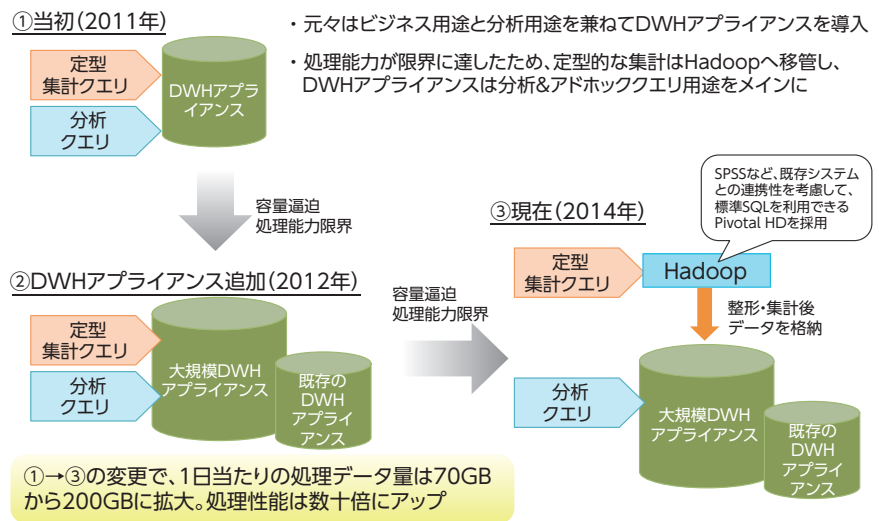 ①当初(2011年)
・元々はビジネス用途と分析用途を兼ねてDWHアプライアンスを導入
・処理能力が限界に達したため、定型的な集計はHadoopへ移管し、
DWHアプライアンスは分析&アドホッククエリ用途をメインに
定型
集計クエリ
分析
クエリ
DWHアプラ
イアンス
容量逼迫
処理能力限界
②DWHアプライアンス追加(2012年)
定型
集計クエリ
分析
クエリ
大規模DWH
アプライアンス
既存の
DWH
アプライ
アンス
容量逼迫
処理能力限界
③現在(2014年)
SPSSなど、既存システム
との連携性を考慮して、
標準SQLを利用できる
Pivotal HDを採用
定型
集計クエリ
Hadoop
整形・集計後
データを格納
分析
クエリ
大規模DWH
アプライアンス
既存の
DWH
アプライ
アンス
①→③の変更で、1日当たりの処理データ量は70GB
から200GBに拡大。処理性能は数十倍にアップ